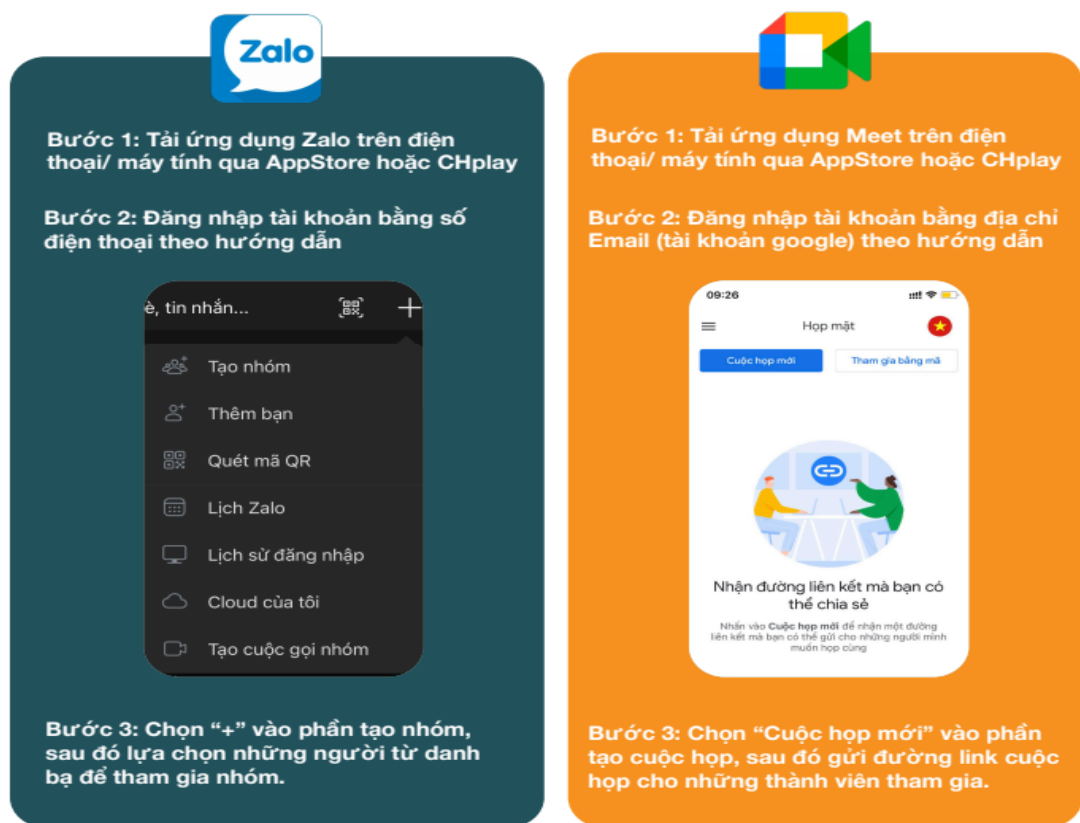 Zalo
Bước 1: Tải ứng dụng Zalo trên điện
thoại/ máy tính qua AppStore hoặc CHplay
Bước 2: Đăng nhập tài khoản bằng số
điện thoại theo hướng dẫn
è, tin nhắn...
Tạo nhóm
Thêm bạn
Quét mã QR
Lịch Zalo
Lịch sử đăng nhập
Cloud của tôi
Tạo cuộc gọi nhóm
Bước 3: Chọn “+” vào phần tạo nhóm,
sau đó lựa chọn những người từ danh
bạ để tham gia nhóm.
Bước 1: Tải ứng dụng Meet trên điện
thoại/ máy tính qua AppStore hoặc CHplay
Bước 2: Đăng nhập tài khoản bằng địa chỉ
Email (tài khoản google) theo hướng dẫn
09:26
Họp mặt
Cuộc họp mới
Tham gia bằng mã
Nhận đường liên kết mà bạn có
thể chia sẻ
Nhấn vào Cuộc họp mới để nhận một đường
liên kết mà bạn có thể gửi cho những người mình
muốn họp cùng
Bước 3: Chọn “Cuộc họp mới” vào phần
tạo cuộc họp, sau đó gửi đường link cuộc
họp cho những thành viên tham gia.